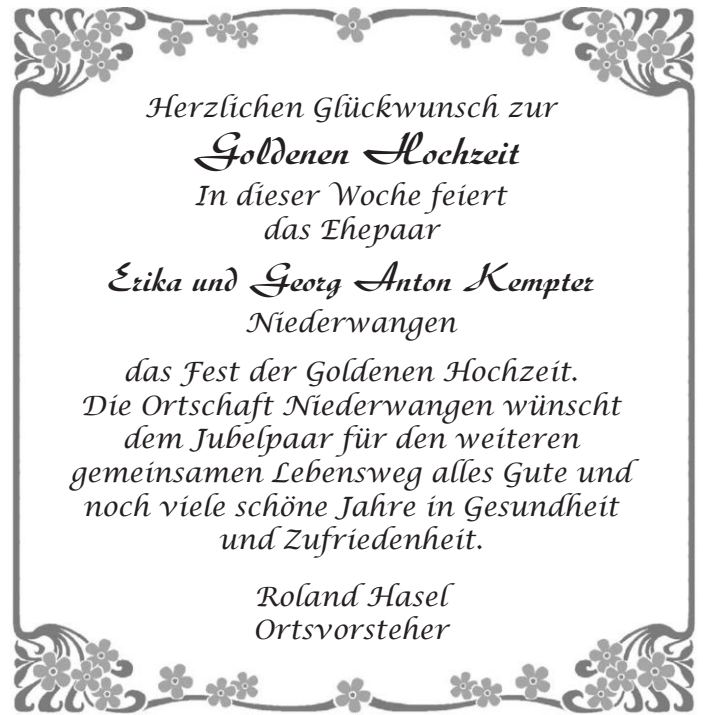 Herzlichen Glückwunsch zur
Goldenen Hochzeit
In dieser Woche feiert
das Ehepaar
Erika und Georg Anton Kempter
Niederwangen
das Fest der Goldenen Hochzeit.
Die Ortschaft Niederwangen wünscht
dem Jubelpaar für den weiteren
gemeinsamen Lebensweg alles Gute und
noch viele schöne Jahre in Gesundheit
und Zufriedenheit.
Roland Hasel
Ortsvorsteher